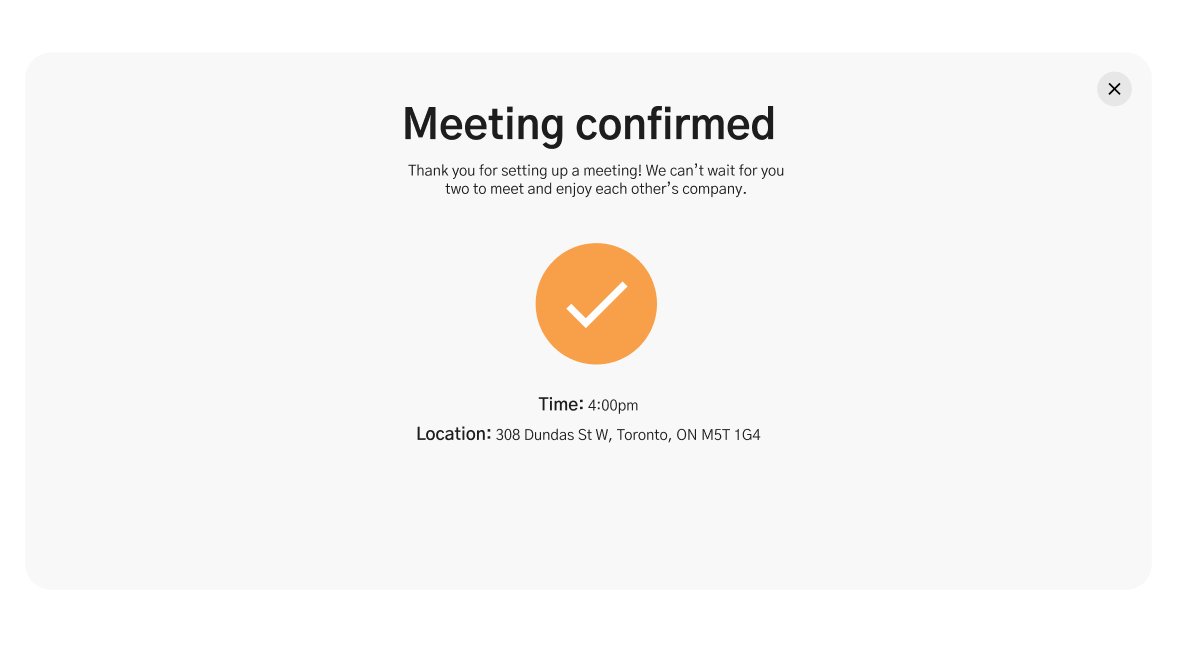 Meeting confirmed
Thank you for setting up a meeting! We can’t wait for you
two to meet and enjoy each other’s company.
Time: 4:00pm
Location: 308 Dundas St W, Toronto, ON M5T 1G4